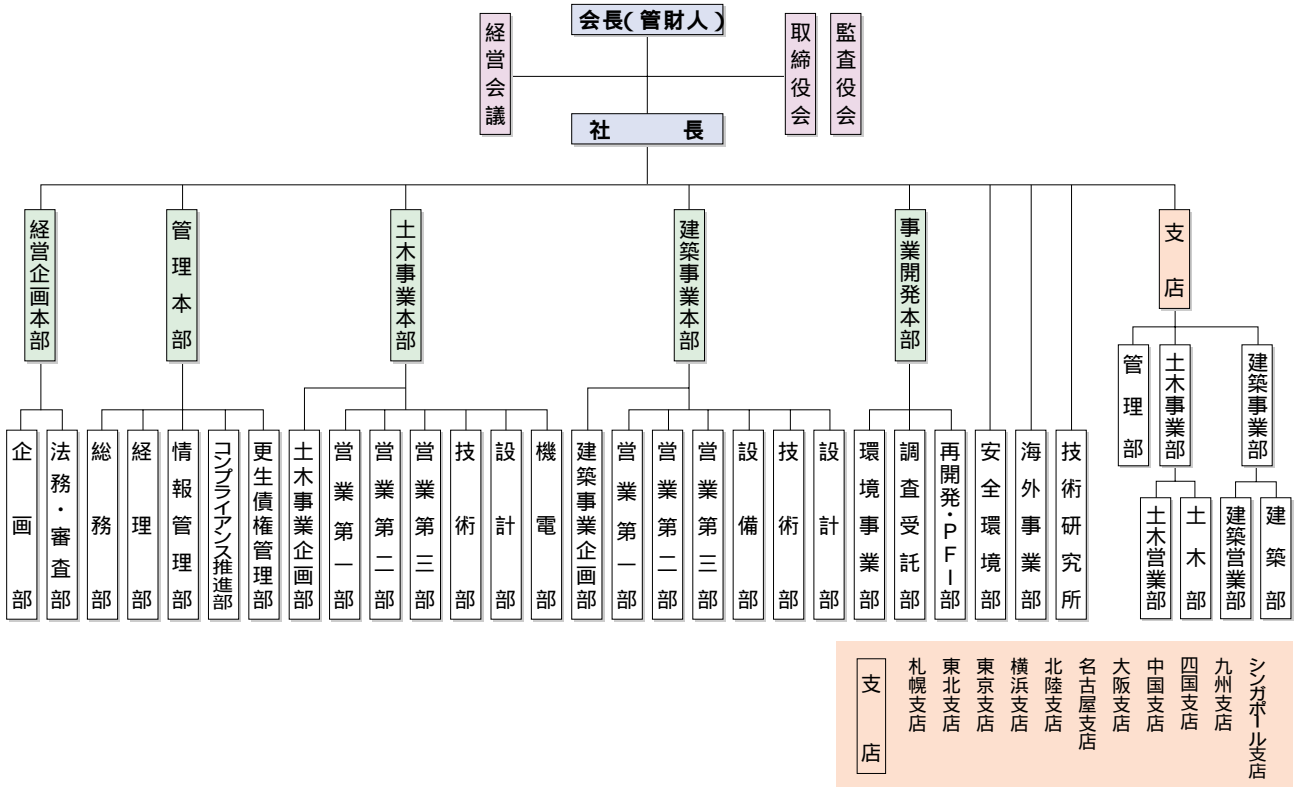 会長(管財人)
経営会議
取締役会
監査役会
社長
経営企画本部
管理本部
土木事業本部
建築事業本部
事業開発本部
支店
管理部
土木事業部
建築事業部
企画部
法務・審査部
総務部
経理部
情報管理部
コンプライアンス推進部
更生債権管理部
土木事業企画部
営業第一部
営業第二部
営業第三部
技術部
設計部
機電部
建築事業企画部
営業第一部
営業第二部
営業第三部
設備部
技術部
設計部
環境事業部
調査受託部
再開発・PFI部
安全環境部
海外事業部
技術研究所
土木営業部
土木部
建築営業部
建築部
支店
札幌支店
東北支店
東京支店
横浜支店
北陸支店
名古屋支店
大阪支店
中国支店
四国支店
九州支店
シンガポール支店